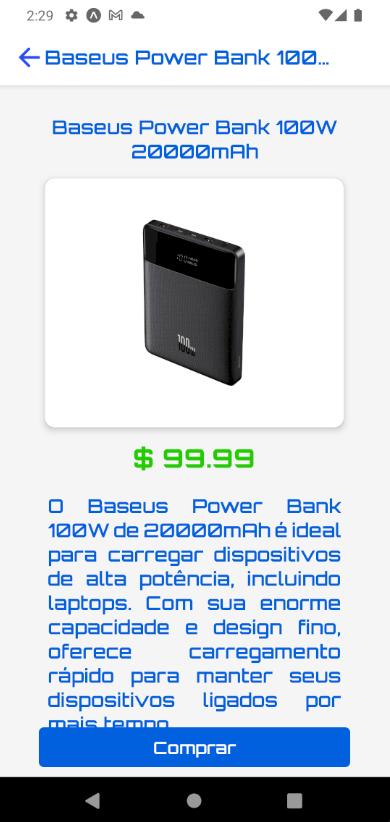 2:29
Baseus Power Bank 100...
Baseus Power Bank 100W
20000mAh
100
$ 99.99
O Baseus Power Bank
100W de 20000mAh é ideal
para carregar dispositivos
de alta potência, incluindo
laptops. Com sua enorme
capacidade e design fino,
oferece carregamento
rápido para manter seus
dispositivos ligados por
mais tempo.
Comprar